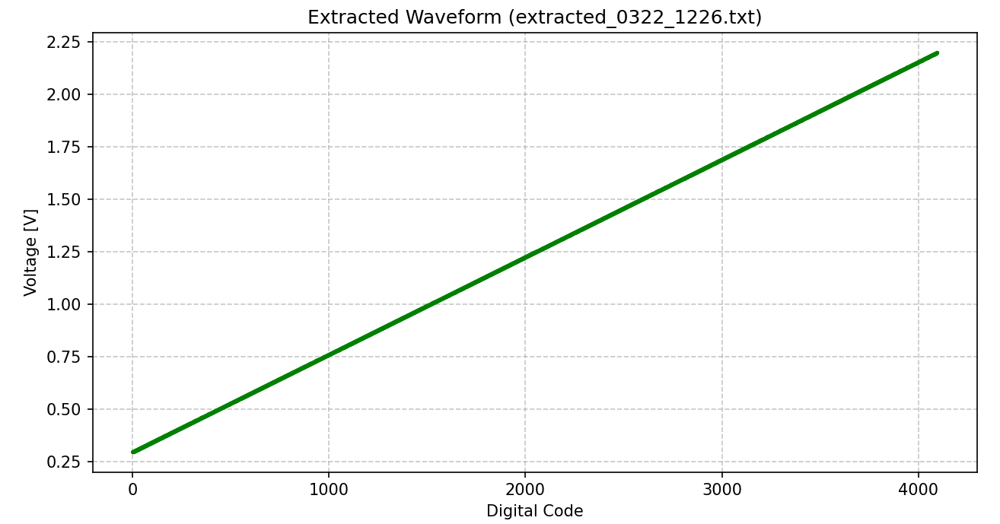 Extracted Waveform (extracted_0322_1226.txt)
Voltage [V]
2.25
2.00
1.75
1.50
1.25
1.00
0.75
0.50
0.25
0 1000 2000 3000 4000
Digital Code